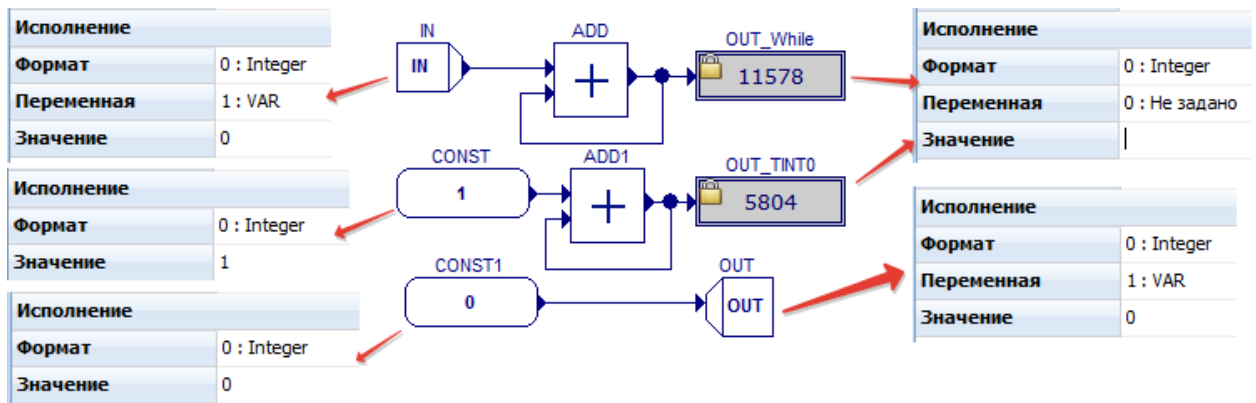 Исполнение
Формат 0 : Integer
Переменная 1 : VAR
Значение 0
IN
IN
ADD
+
OUT_While
11578
Исполнение
Формат 0 : Integer
Переменная 0 : Не задано
Значение
Исполнение
Формат 0 : Integer
Значение 1
CONST
1
ADD1
+
OUT_TINT0
5804
Исполнение
Формат 0 : Integer
Переменная 1 : VAR
Значение 0
Исполнение
Формат 0 : Integer
Значение 0
CONST1
0
OUT
OUT